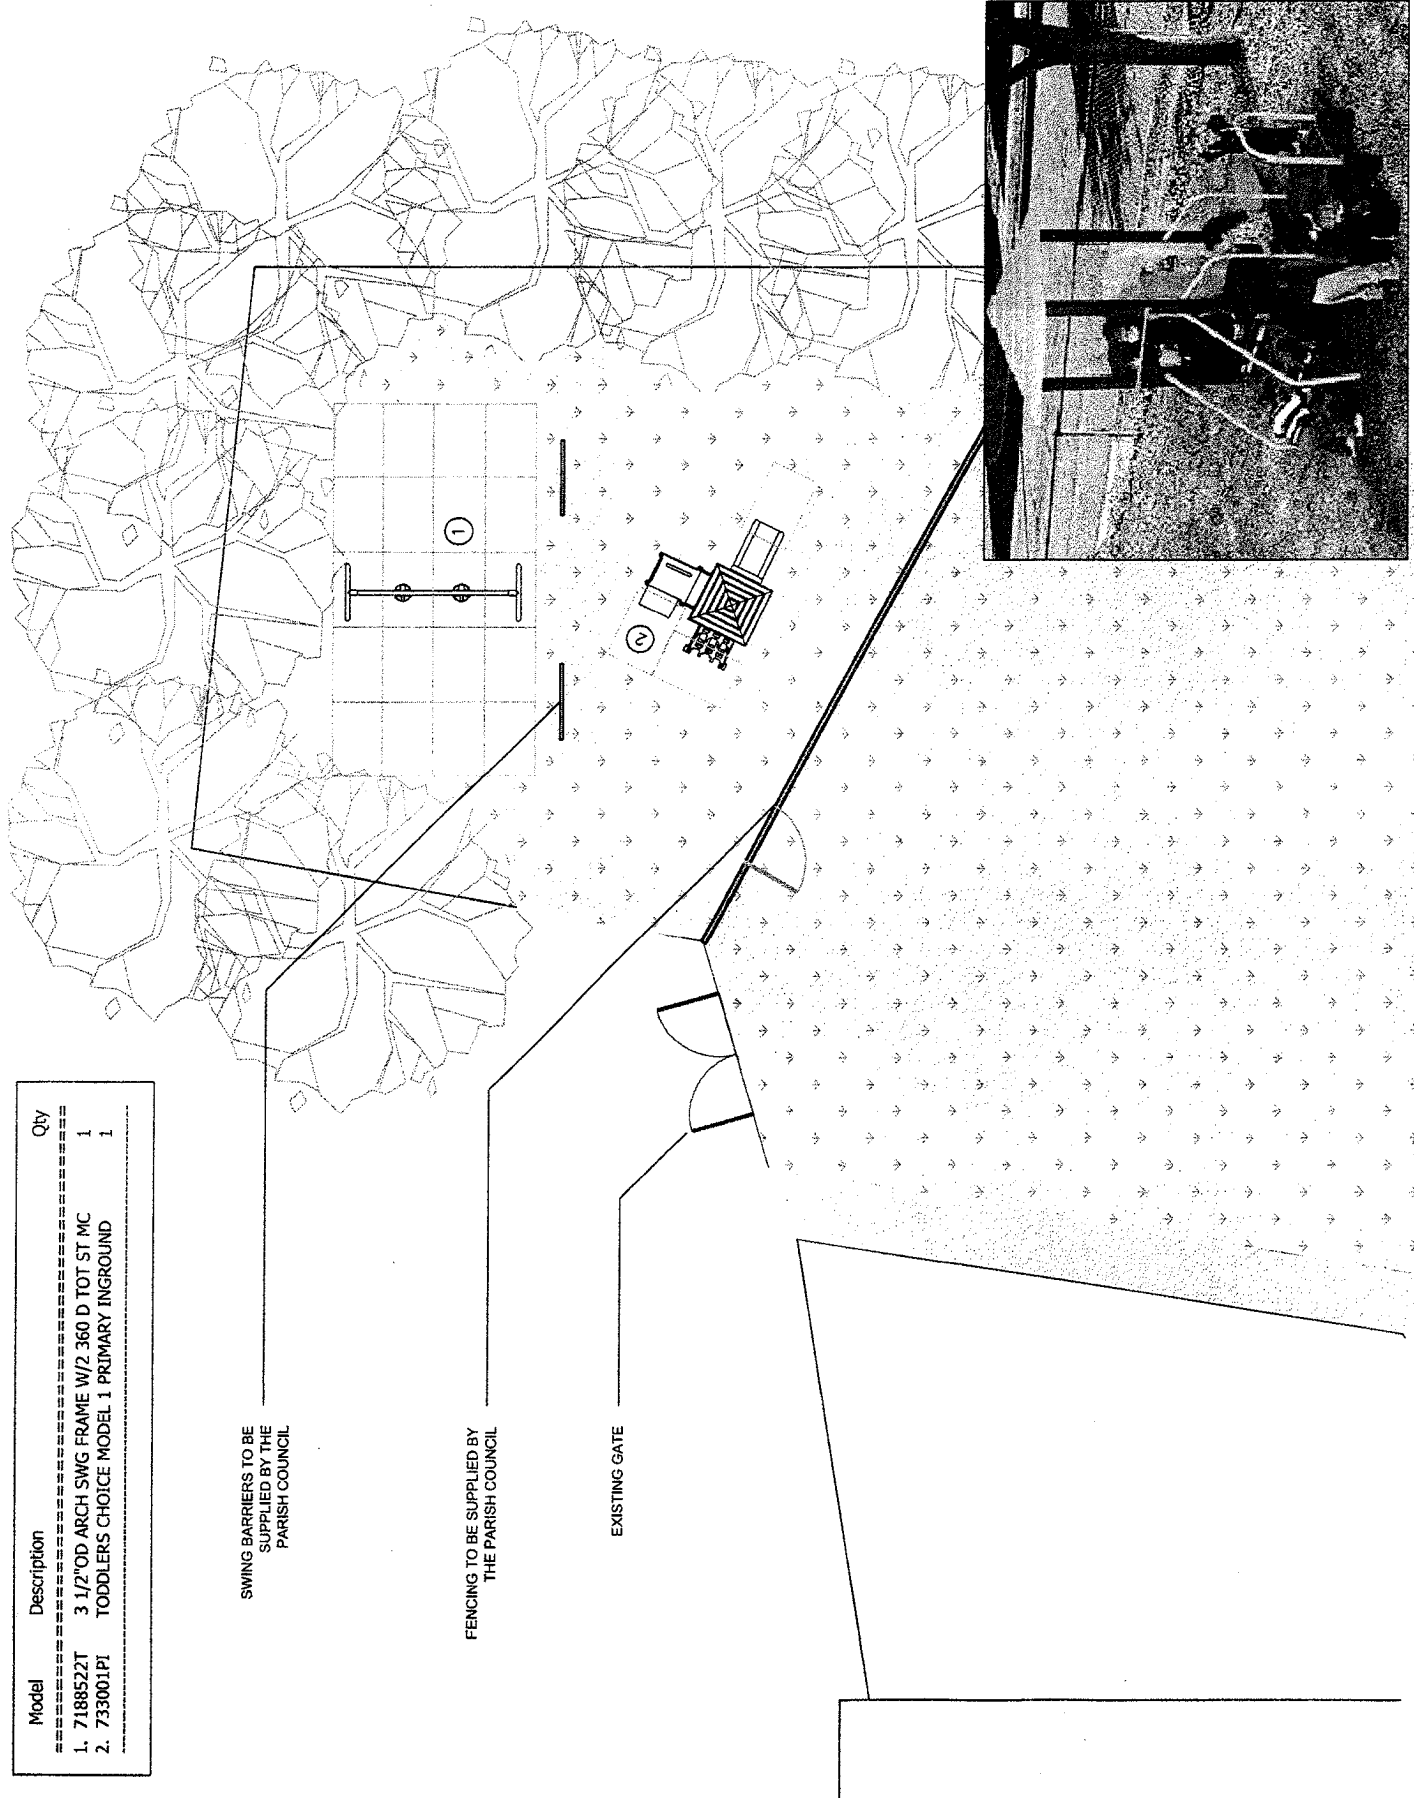 Model Description Qty
========================================================
1. 7188522T 3 1/2"OD ARCH SWG FRAME W/2 360 D TOT ST MC 1
2. 733001PI TODDLERS CHOICE MODEL 1 PRIMARY INGROUND 1
--------------------------------------------------------
SWING BARRIERS TO BE
SUPPLIED BY THE
PARISH COUNCIL
FENCING TO BE SUPPLIED BY
THE PARISH COUNCIL
EXISTING GATE
1
2